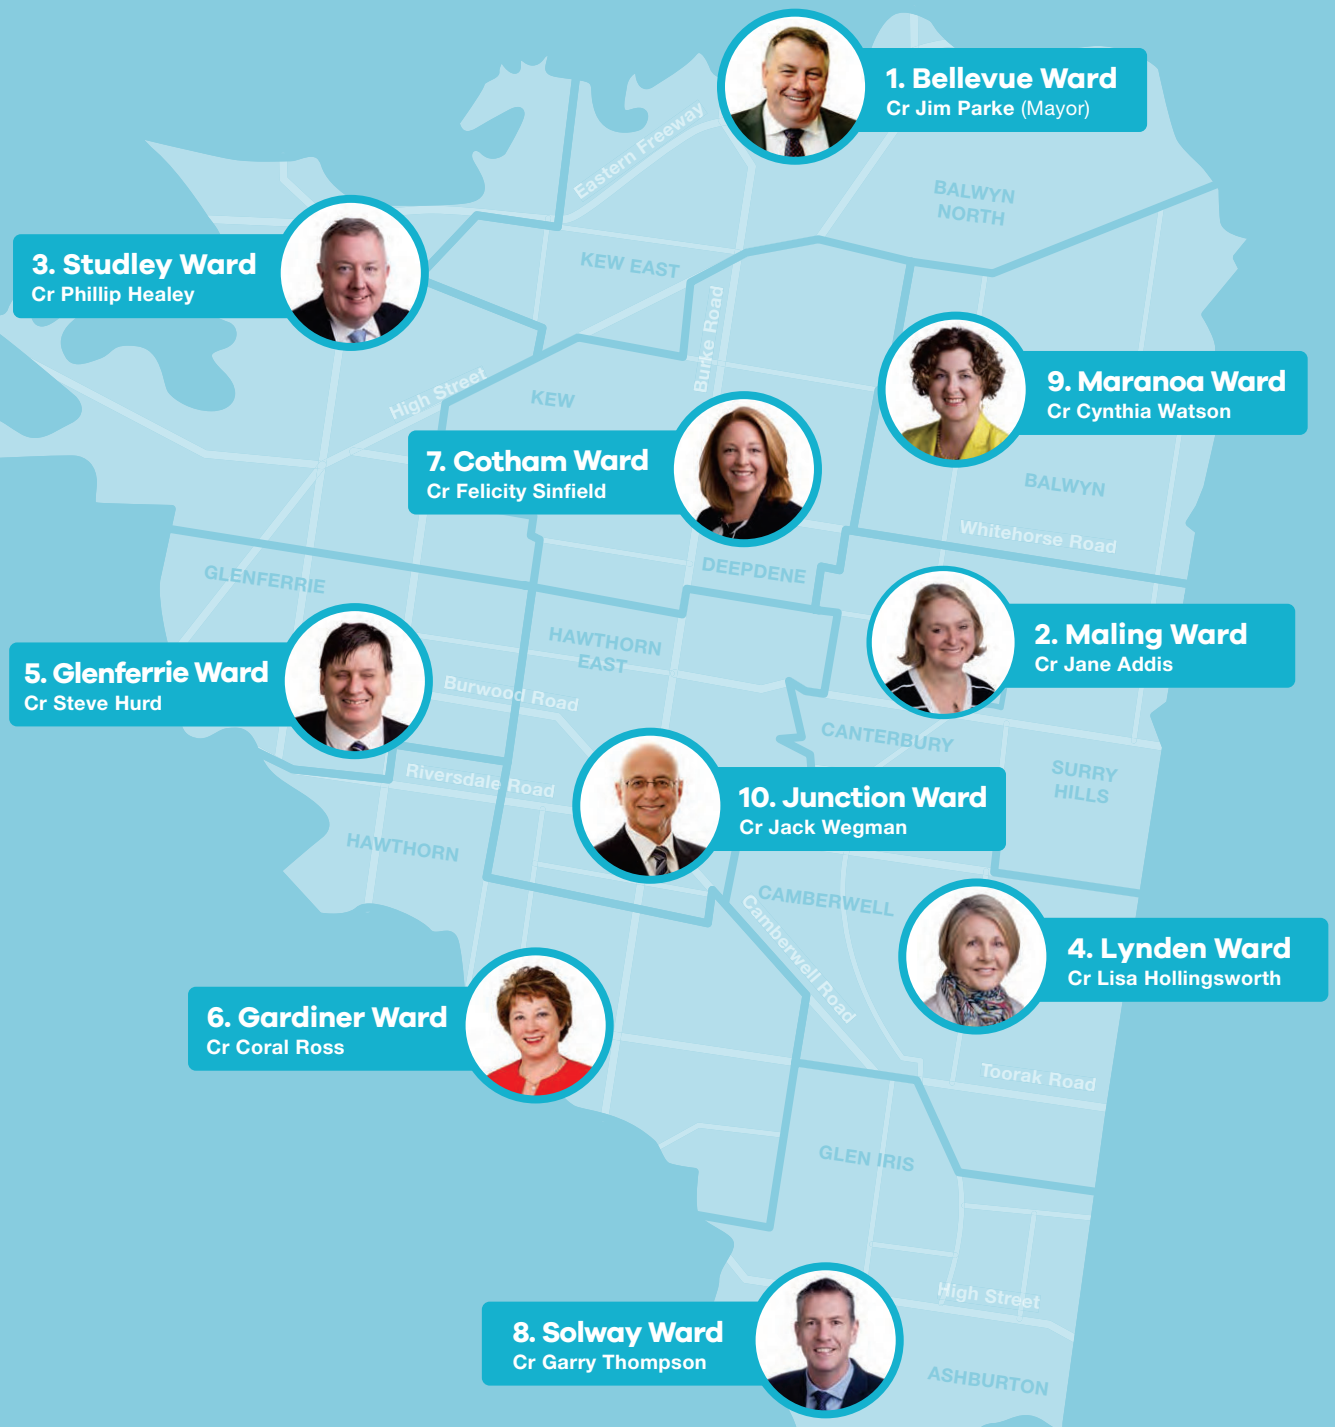 1. Bellevue Ward
Cr Jim Parke (Mayor)
Eastern Freeway
BALWYN
NORTH
3. Studley Ward
Cr Phillip Healey
KEW EAST
Burke Road
High Street
KEW
9. Maranoa Ward
Cr Cynthia Watson
7. Cotham Ward
Cr Felicity Sinfield
BALWYN
Whitehorse Road
GLENFERRIE
DEEPDENE
HAWTHORN
EAST
2. Maling Ward
Cr Jane Addis
5. Glenferrie Ward
Cr Steve Hurd
Burwood Road
CANTERBURY
SURRY
HILLS
Riversdale Road
10. Junction Ward
Cr Jack Wegman
HAWTHORN
CAMBERWELL
Camberwell Road
4. Lynden Ward
Cr Lisa Hollingsworth
6. Gardiner Ward
Cr Coral Ross
Toorak Road
GLEN IRIS
High Street
8. Solway Ward
Cr Garry Thompson
ASHBURTON